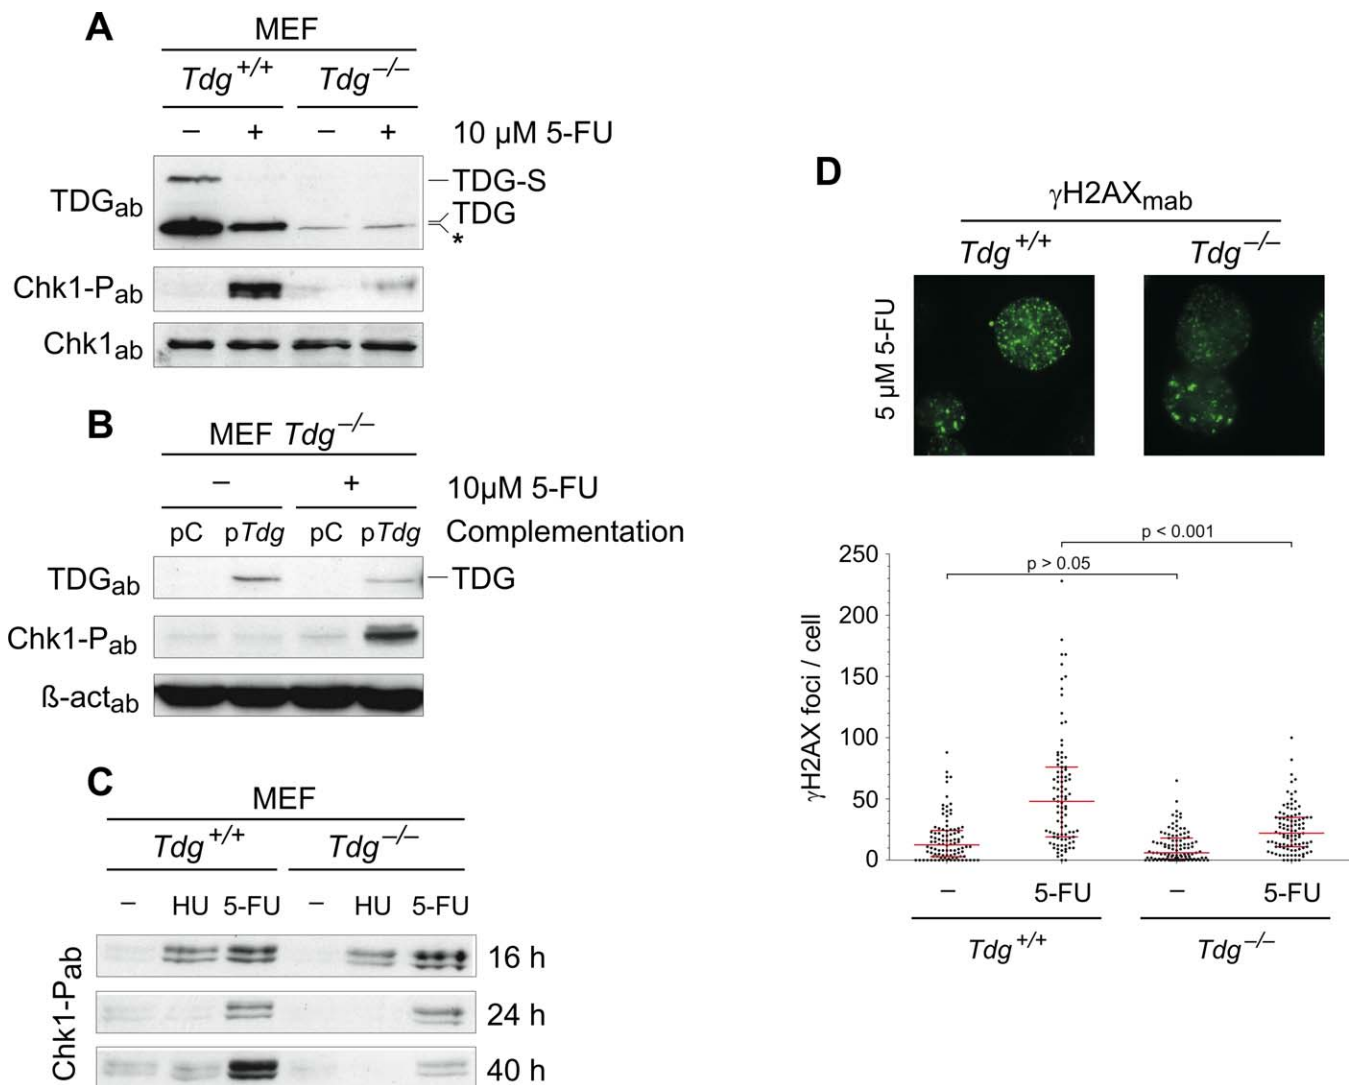 A
MEF
Tdg +/+ Tdg –/–
– + – + 10 µM 5-FU
TDGab
TDG-S
TDG
*
Chk1-Pab
Chk1ab
B
MEF Tdg –/–
– + 10µM 5-FU
pC pTdg pC pTdg Complementation
TDGab TDG
Chk1-Pab
ß-actab
C
MEF
Tdg +/+ Tdg –/–
– HU 5-FU – HU 5-FU
Chk1-Pab
16 h
24 h
40 h
D
γH2AXmab
Tdg +/+ Tdg –/–
5 µM 5-FU
p < 0.001
p > 0.05
γH2AX foci / cell
250
200
150
100
50
0
– 5-FU – 5-FU
Tdg +/+ Tdg –/–